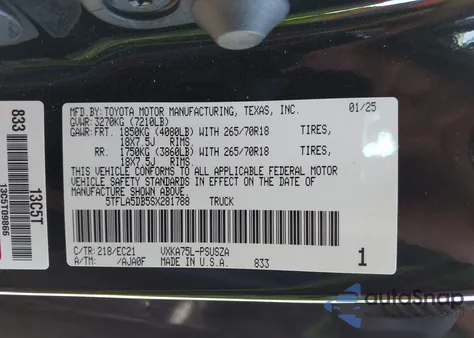 MFD. BY: TOYOTA MOTOR MANUFACTURING, TEXAS, INC. 01/25
GVWR: 3270KG (7210LB)
GAWR: FRT. 1850KG (4080LB) WITH 265/70R18 TIRES,
18X7.5J RIMS.
RR. 1750KG (3860LB) WITH 265/70R18 TIRES,
18X7.5J RIMS.
THIS VEHICLE CONFORMS TO ALL APPLICABLE FEDERAL MOTOR
VEHICLE SAFETY STANDARDS IN EFFECT ON THE DATE OF
MANUFACTURE SHOWN ABOVE.
5TFLA5DB5SX281788 TRUCK
C/TR: 218/EC21 VXKA75L-PSUSZA
A/TM: /AJA0F MADE IN U.S.A. 833 1
833
13C5T
13C5T09866
autoSnap